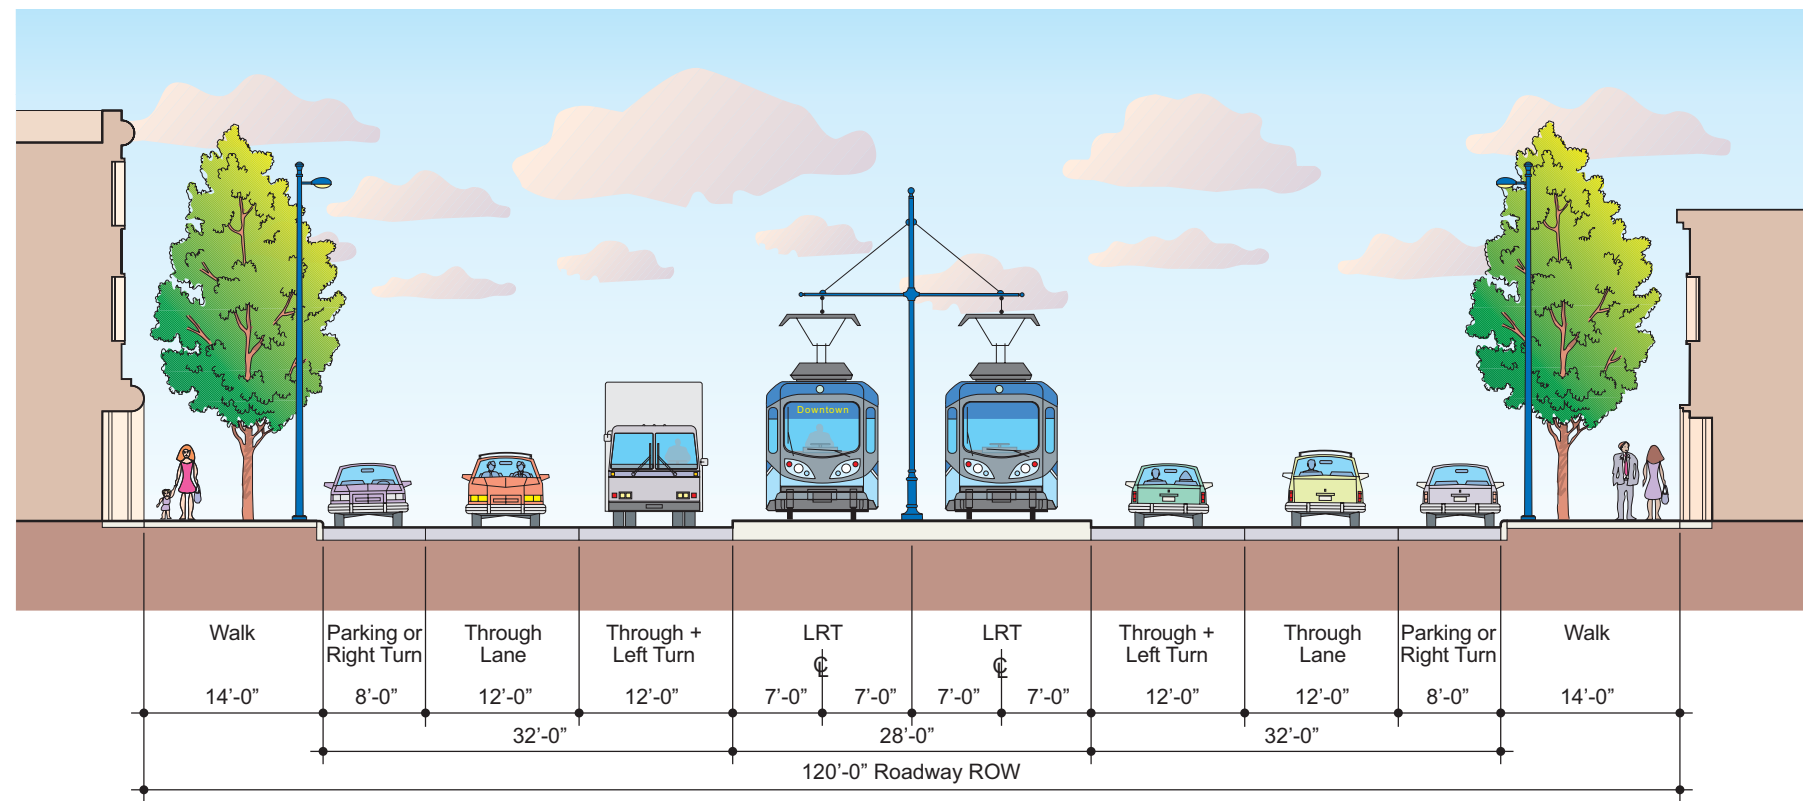 Downtown
Walk
Parking or
Right Turn
Through
Lane
Through +
Left Turn
LRT
℄
LRT
℄
Through +
Left Turn
Through
Lane
Parking or
Right Turn
Walk
14’-0” 8’-0” 12’-0” 12’-0” 7’-0” 7’-0” 7’-0” 7’-0” 12’-0” 12’-0” 8’-0” 14’-0”
32’-0” 28’-0” 32’-0”
120’-0” Roadway ROW